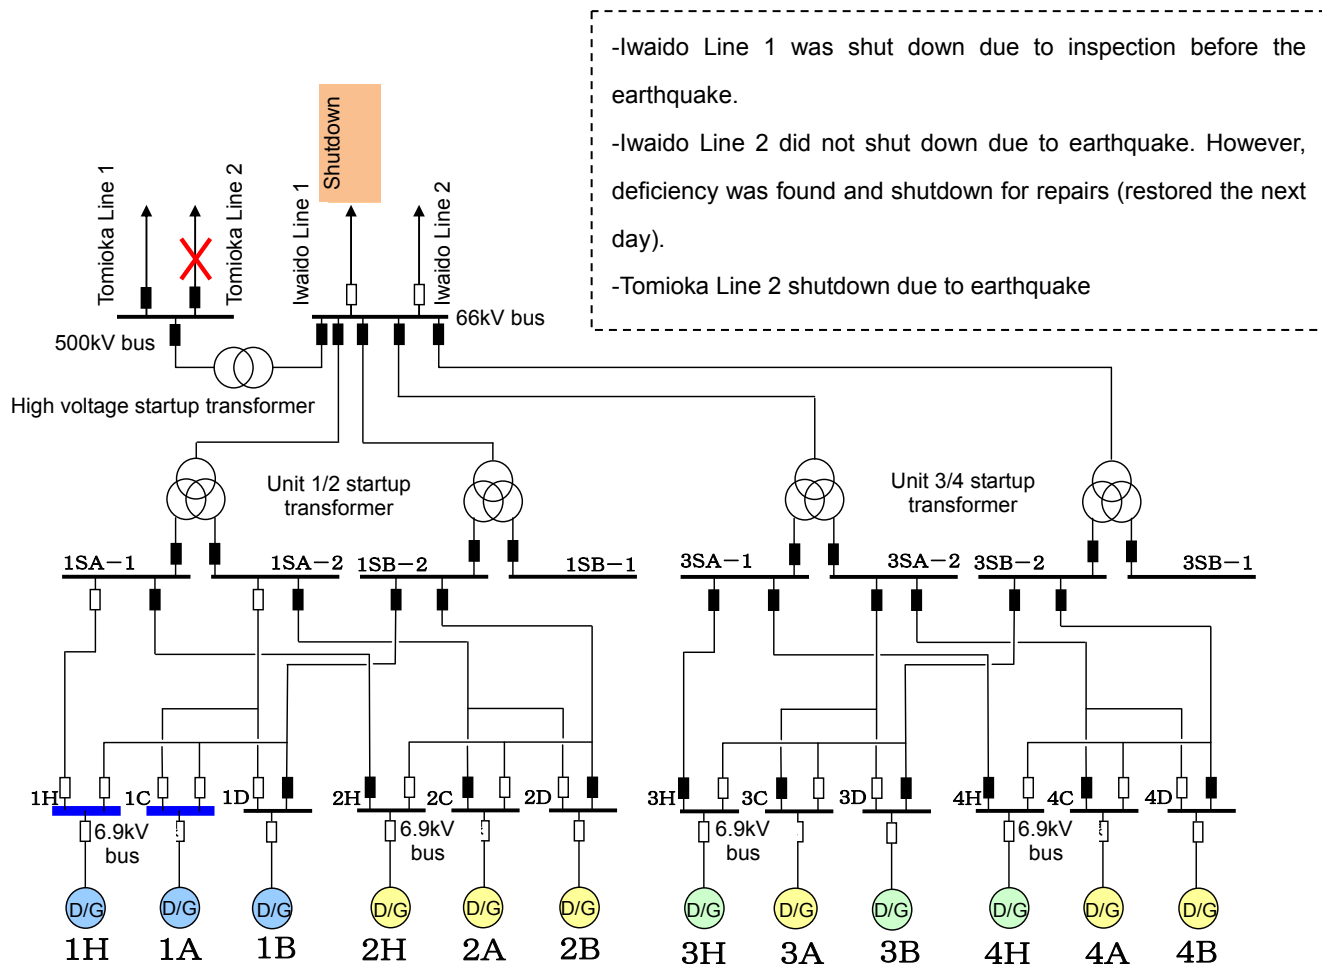 -Iwaido Line 1 was shut down due to inspection before the
earthquake.
-Iwaido Line 2 did not shut down due to earthquake. However,
deficiency was found and shutdown for repairs (restored the next
day).
-Tomioka Line 2 shutdown due to earthquake
Tomioka Line 1
Tomioka Line 2
Iwaido Line 1
Shutdown
Iwaido Line 2
66kV bus
500kV bus
High voltage startup transformer
Unit 1/2 startup
transformer
Unit 3/4 startup
transformer
1SA-1
1SA-2
1SB-2
1SB-1
3SA-1
3SA-2
3SB-2
3SB-1
1H
1C
1D
2H
2C
2D
3H
3C
3D
4H
4C
4D
6.9kV
bus
6.9kV
bus
6.9kV
bus
6.9kV
bus
D/G
D/G
D/G
D/G
D/G
D/G
D/G
D/G
D/G
D/G
D/G
D/G
1H
1A
1B
2H
2A
2B
3H
3A
3B
4H
4A
4B